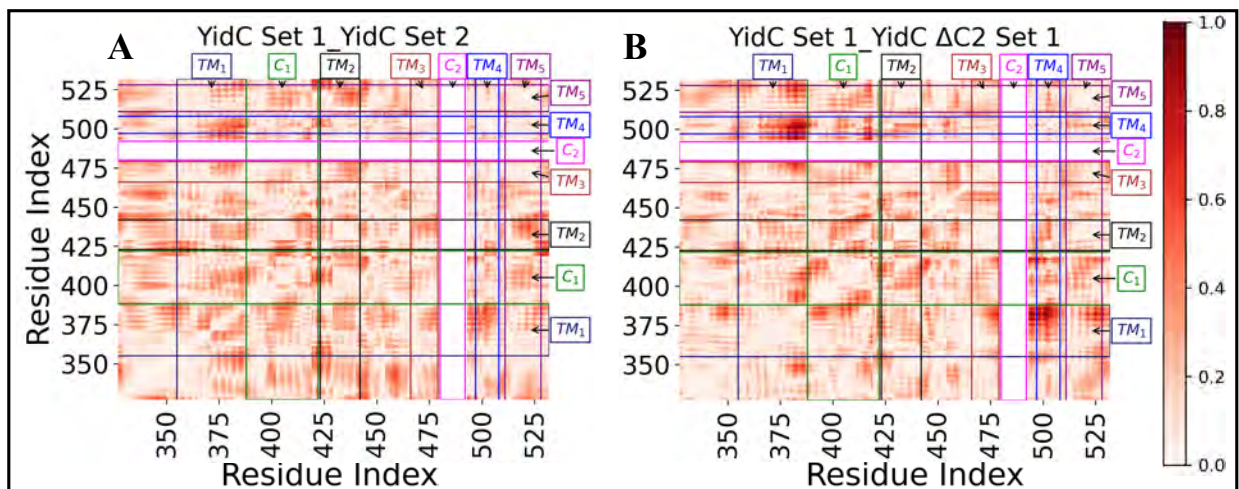 A YidC Set 1_YidC Set 2
TM₁ C₁ TM₂ TM₃ C₂ TM₄ TM₅
525 TM₅
500 TM₄
C₂
475 TM₃
450
425 TM₂
400 C₁
375 TM₁
350
Residue Index
350 375 400 425 450 475 500 525
Residue Index
B YidC Set 1_YidC ΔC2 Set 1
TM₁ C₁ TM₂ TM₃ C₂ TM₄ TM₅
525 TM₅
500 TM₄
C₂
475 TM₃
450
425 TM₂
400 C₁
375 TM₁
350
350 375 400 425 450 475 500 525
Residue Index
1.0
0.8
0.6
0.4
0.2
0.0